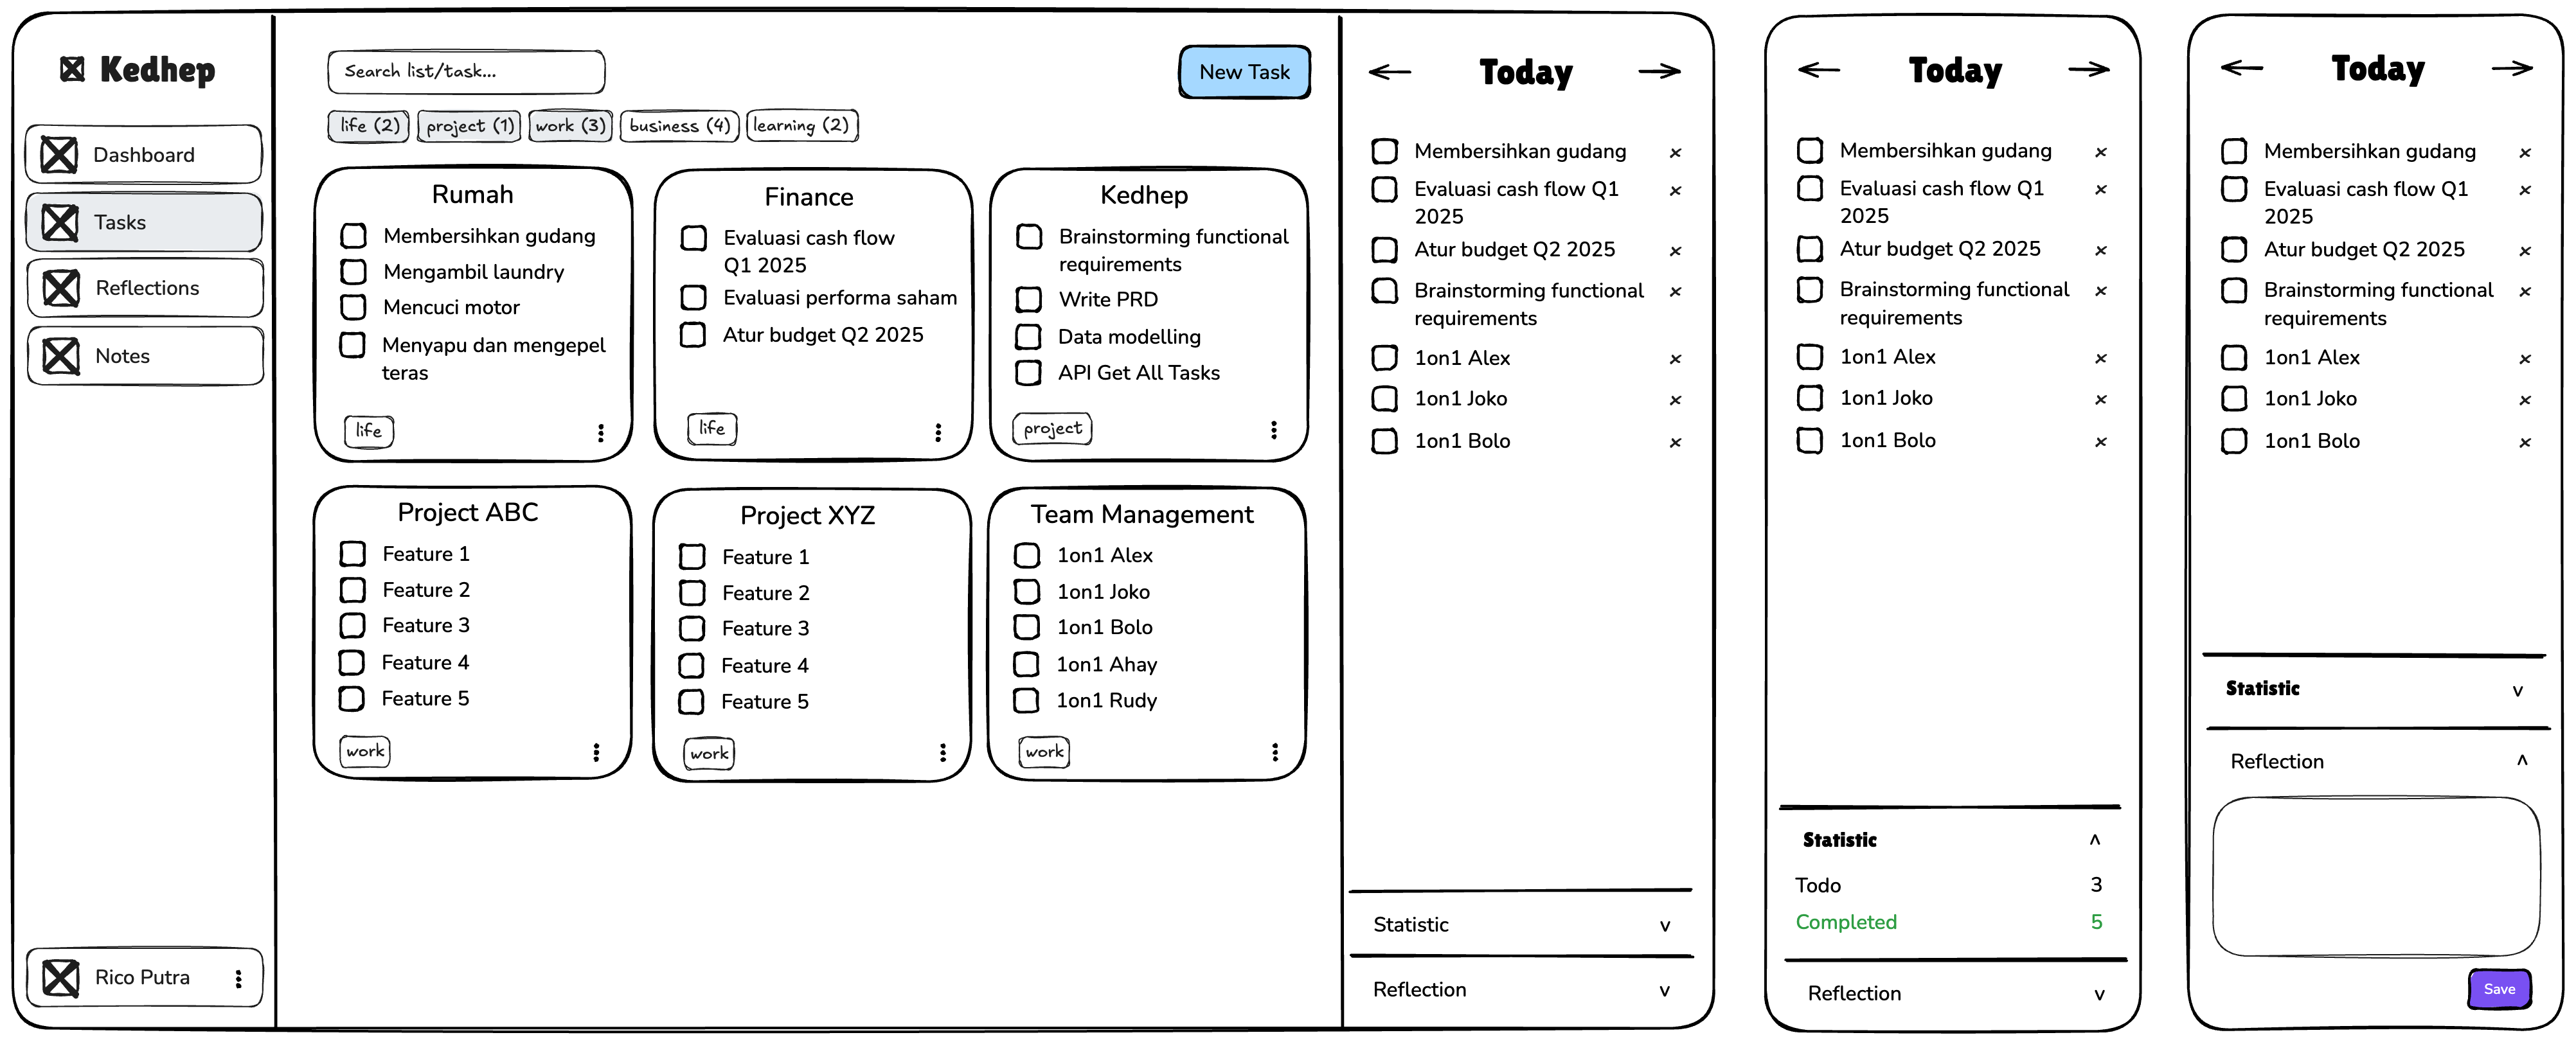 Kedhep
Dashboard
Tasks
Reflections
Notes
Rico Putra
Search list/task...
New Task
life (2)
project (1)
work (3)
business (4)
learning (2)
Rumah
Membersihkan gudang
Mengambil laundry
Mencuci motor
Menyapu dan mengepel
teras
life
Finance
Evaluasi cash flow
Q1 2025
Evaluasi performa saham
Atur budget Q2 2025
life
Kedhep
Brainstorming functional
requirements
Write PRD
Data modelling
API Get All Tasks
project
Project ABC
Feature 1
Feature 2
Feature 3
Feature 4
Feature 5
work
Project XYZ
Feature 1
Feature 2
Feature 3
Feature 4
Feature 5
work
Team Management
1on1 Alex
1on1 Joko
1on1 Bolo
1on1 Ahay
1on1 Rudy
work
Today
Membersihkan gudang
Evaluasi cash flow Q1
2025
Atur budget Q2 2025
Brainstorming functional
requirements
1on1 Alex
1on1 Joko
1on1 Bolo
Statistic
Reflection
Today
Membersihkan gudang
Evaluasi cash flow Q1
2025
Atur budget Q2 2025
Brainstorming functional
requirements
1on1 Alex
1on1 Joko
1on1 Bolo
Statistic
Todo 3
Completed 5
Reflection
Today
Membersihkan gudang
Evaluasi cash flow Q1
2025
Atur budget Q2 2025
Brainstorming functional
requirements
1on1 Alex
1on1 Joko
1on1 Bolo
Statistic
Reflection
Save